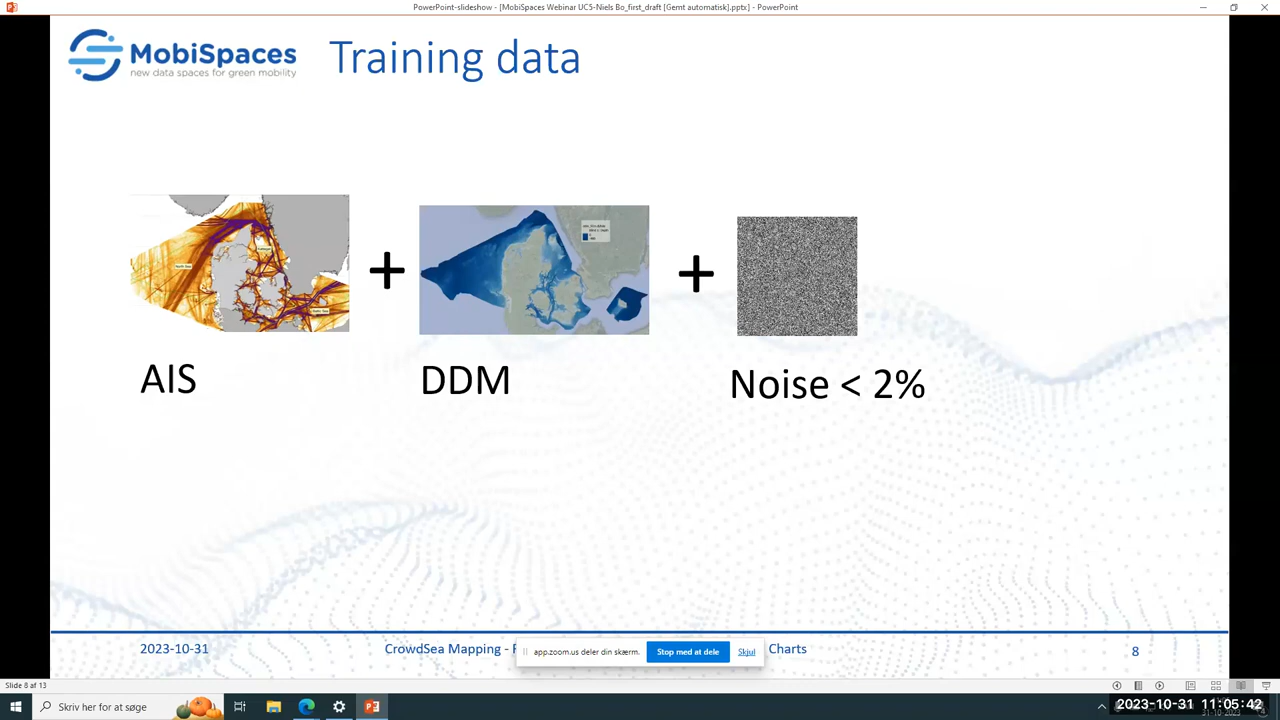 PowerPoint-slideshow - [MobiSpaces Webinar UC5-Niels Bo_first_draft [Gemt automatisk].pptx] - PowerPoint
MobiSpaces
new data spaces for green mobility
Training data
+
+
AIS
DDM
Noise < 2%
2023-10-31
CrowdSea Mapping -
Charts
8
app.zoom.us deler din skærm.
Stop med at dele
Skjul
Slide 8 af 13
Skriv her for at søge
2023-10-31 11:05:42